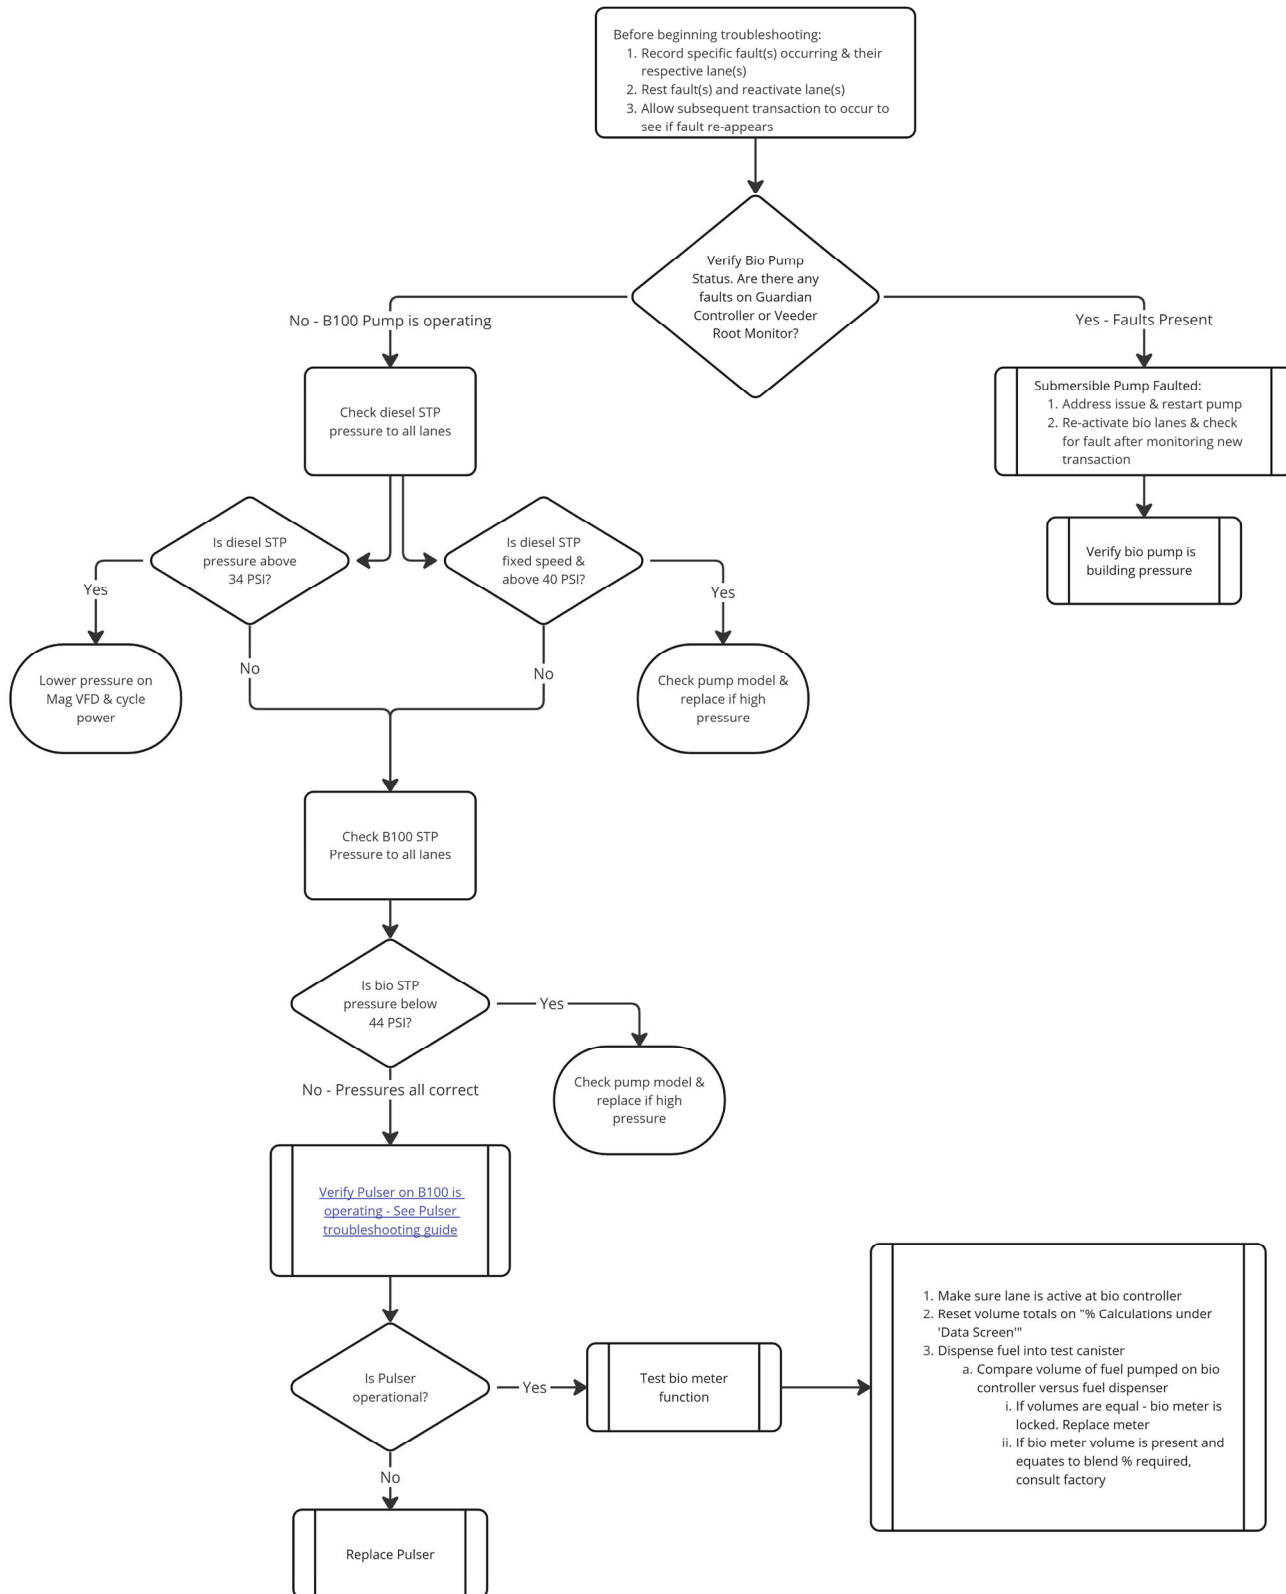 Before beginning troubleshooting:
1. Record specific fault(s) occurring & their
respective lane(s)
2. Rest fault(s) and reactivate lane(s)
3. Allow subsequent transaction to occur to
see if fault re-appears
Verify Bio Pump
Status. Are there any
faults on Guardian
Controller or Veeder
Root Monitor?
No - B100 Pump is operating
Yes - Faults Present
Check diesel STP
pressure to all lanes
Submersible Pump Faulted:
1. Address issue & restart pump
2. Re-activate bio lanes & check
for fault after monitoring new
transaction
Is diesel STP
pressure above
34 PSI?
Is diesel STP
fixed speed &
above 40 PSI?
Verify bio pump is
building pressure
Yes
Yes
No
No
Lower pressure on
Mag VFD & cycle
power
Check pump model &
replace if high
pressure
Check B100 STP
Pressure to all lanes
Is bio STP
pressure below
44 PSI?
Yes
Check pump model &
replace if high
pressure
No - Pressures all correct
Verify Pulser on B100 is
operating - See Pulser
troubleshooting guide
Is Pulser
operational?
Yes
Test bio meter
function
1. Make sure lane is active at bio controller
2. Reset volume totals on "% Calculations under
'Data Screen'"
3. Dispense fuel into test canister
a. Compare volume of fuel pumped on bio
controller versus fuel dispenser
i. If volumes are equal - bio meter is
locked. Replace meter
ii. If bio meter volume is present and
equates to blend % required,
consult factory
No
Replace Pulser